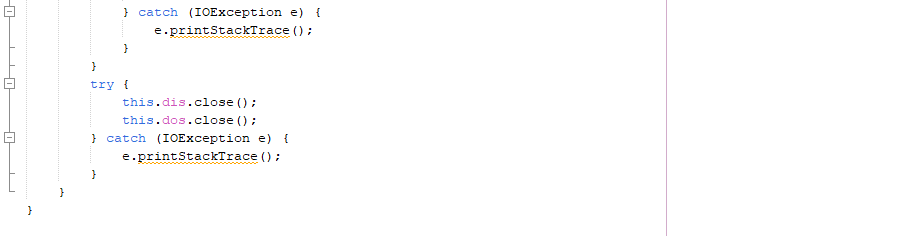 } catch (IOException e) {
                e.printStackTrace();
            }
        }
        try {
            this.dis.close();
            this.dos.close();
        } catch (IOException e) {
            e.printStackTrace();
        }
    }
}